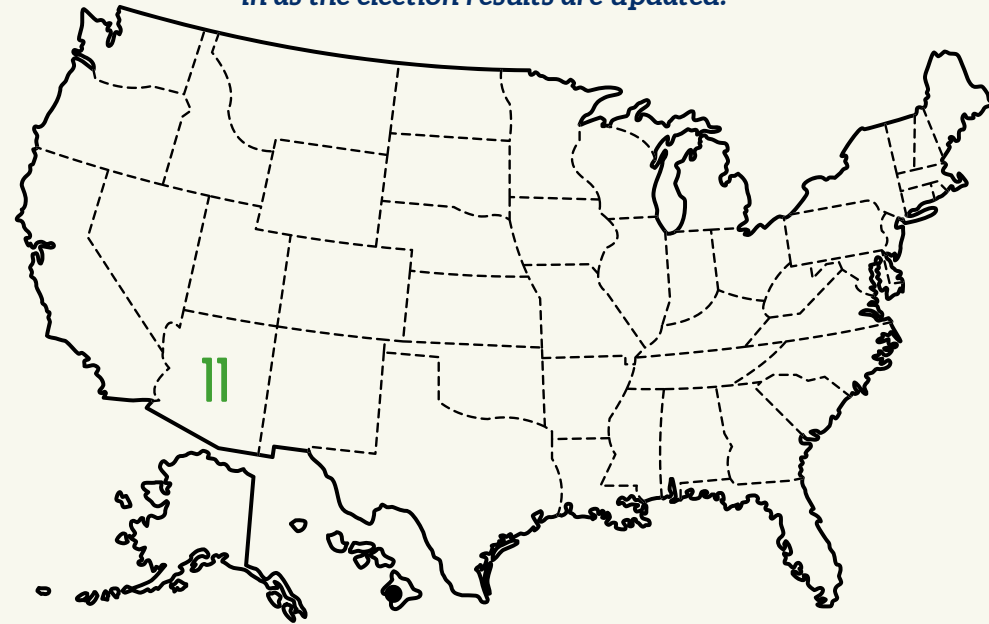 in as the election results are updated.
11